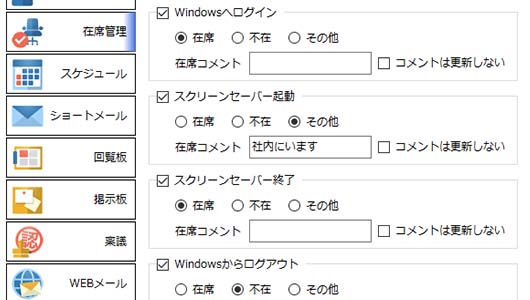 在席管理
スケジュール
ショートメール
回覧板
掲示板
認
稟議
WEBメール
Windowsへログイン
在席 不在 その他
在席コメント コメントは更新しない
スクリーンセーバー起動
在席 不在 その他
在席コメント 社内にいます コメントは更新しない
スクリーンセーバー終了
在席 不在 その他
在席コメント コメントは更新しない
Windowsからログアウト
在席 不在 その他